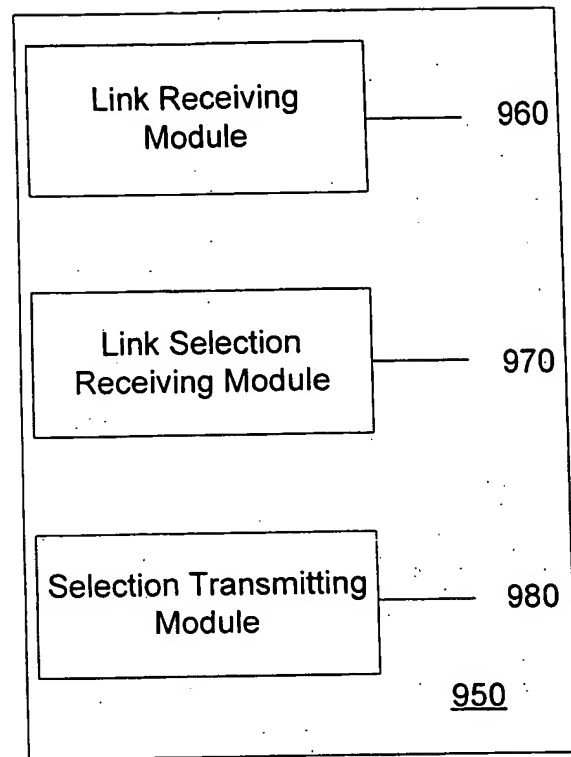 Link Receiving
Module
960
Link Selection
Receiving Module
970
Selection Transmitting
Module
980
950